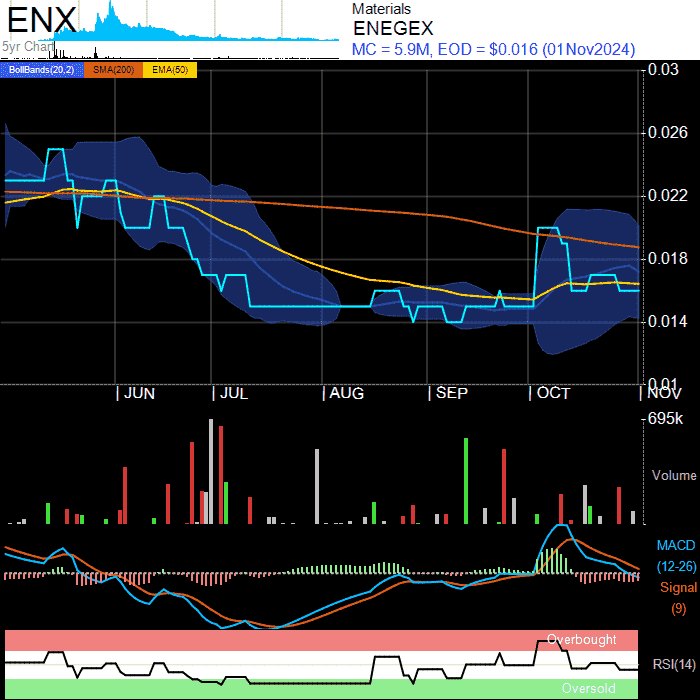 ENX
5yr Chart
Materials
ENEGEX
MC = 5.9M, EOD = $0.016 (01Nov2024)
BollBands(20,2) SMA(200) EMA(50)
0.03
0.026
0.022
0.018
0.014
0.01
JUN JUL AUG SEP OCT NOV
695k
Volume
MACD
(12-26)
Signal
(9)
Overbought
RSI(14)
Oversold